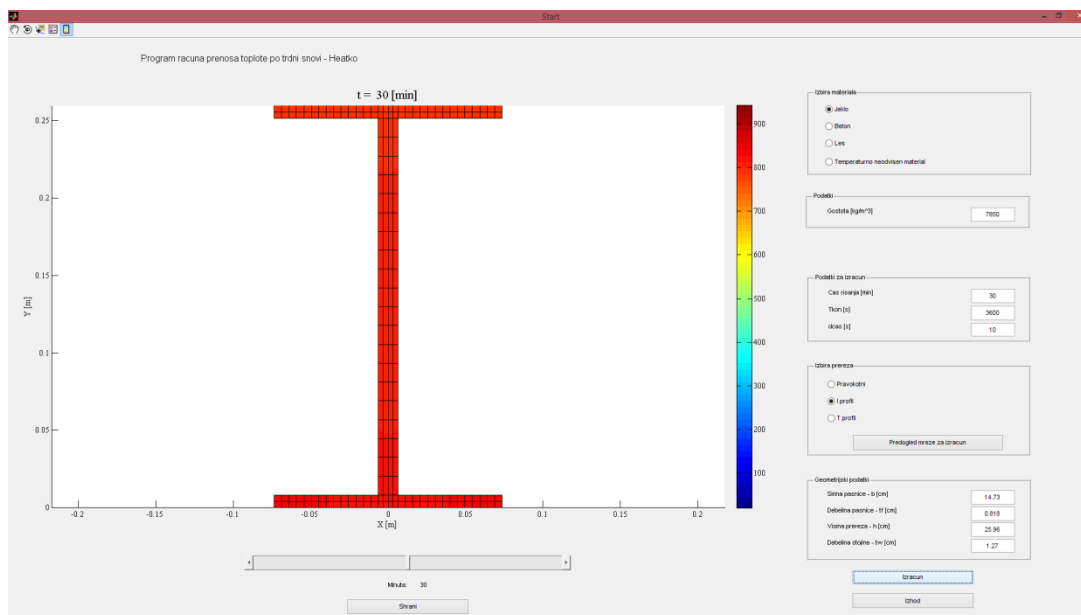 Start
Program racuna prenosa toplote po trdni snovi - Heatko
t = 30 [min]
0.25
0.2
0.15
0.1
0.05
0
Y [m]
-0.2
-0.15
-0.1
-0.05
0
0.05
0.1
0.15
0.2
X [m]
900
800
700
600
500
400
300
200
100
Minuta: 30
Shrani
Izbira materiala
Jeklo
Beton
Les
Temperaturno neodvisen material
Podatki
Gostota [kg/m^3]
7850
Podatki za izracun
Cas risanja [min]
30
Tkon [s]
3600
dcas [s]
10
Izbira prereza
Pravokotni
I profil
T profil
Predogled mreze za izracun
Geometrijski podatki
Sirina pasnice - b [cm]
14.73
Debelina pasnice - tf [cm]
0.818
Visina prereza - h [cm]
25.96
Debelina stojine - tw [cm]
1.27
Izracun
Izhod